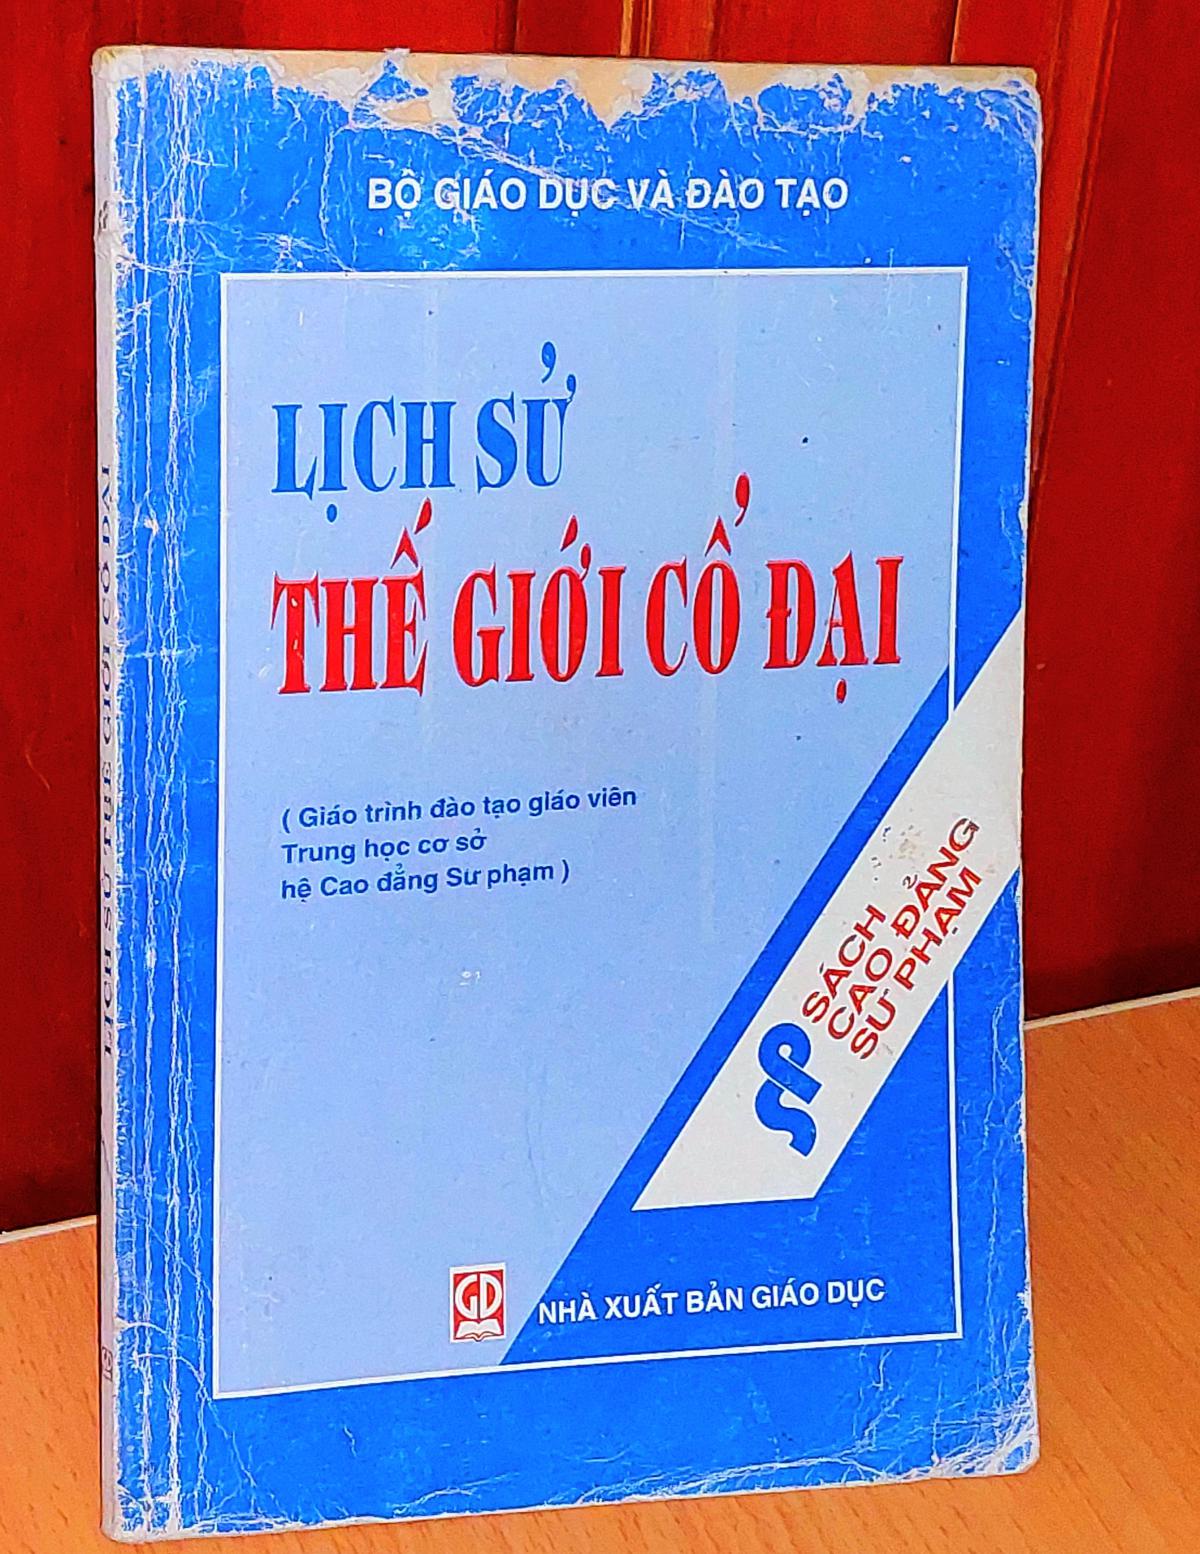 BỘ GIÁO DỤC VÀ ĐÀO TẠO
LỊCH SỬ
THẾ GIỚI CỔ ĐẠI
( Giáo trình đào tạo giáo viên
Trung học cơ sở
hệ Cao đẳng Sư phạm )
SP
SÁCH
CAO ĐẲNG
SƯ PHẠM
GD
NHÀ XUẤT BẢN GIÁO DỤC
LỊCH SỬ THẾ GIỚI CỔ ĐẠI